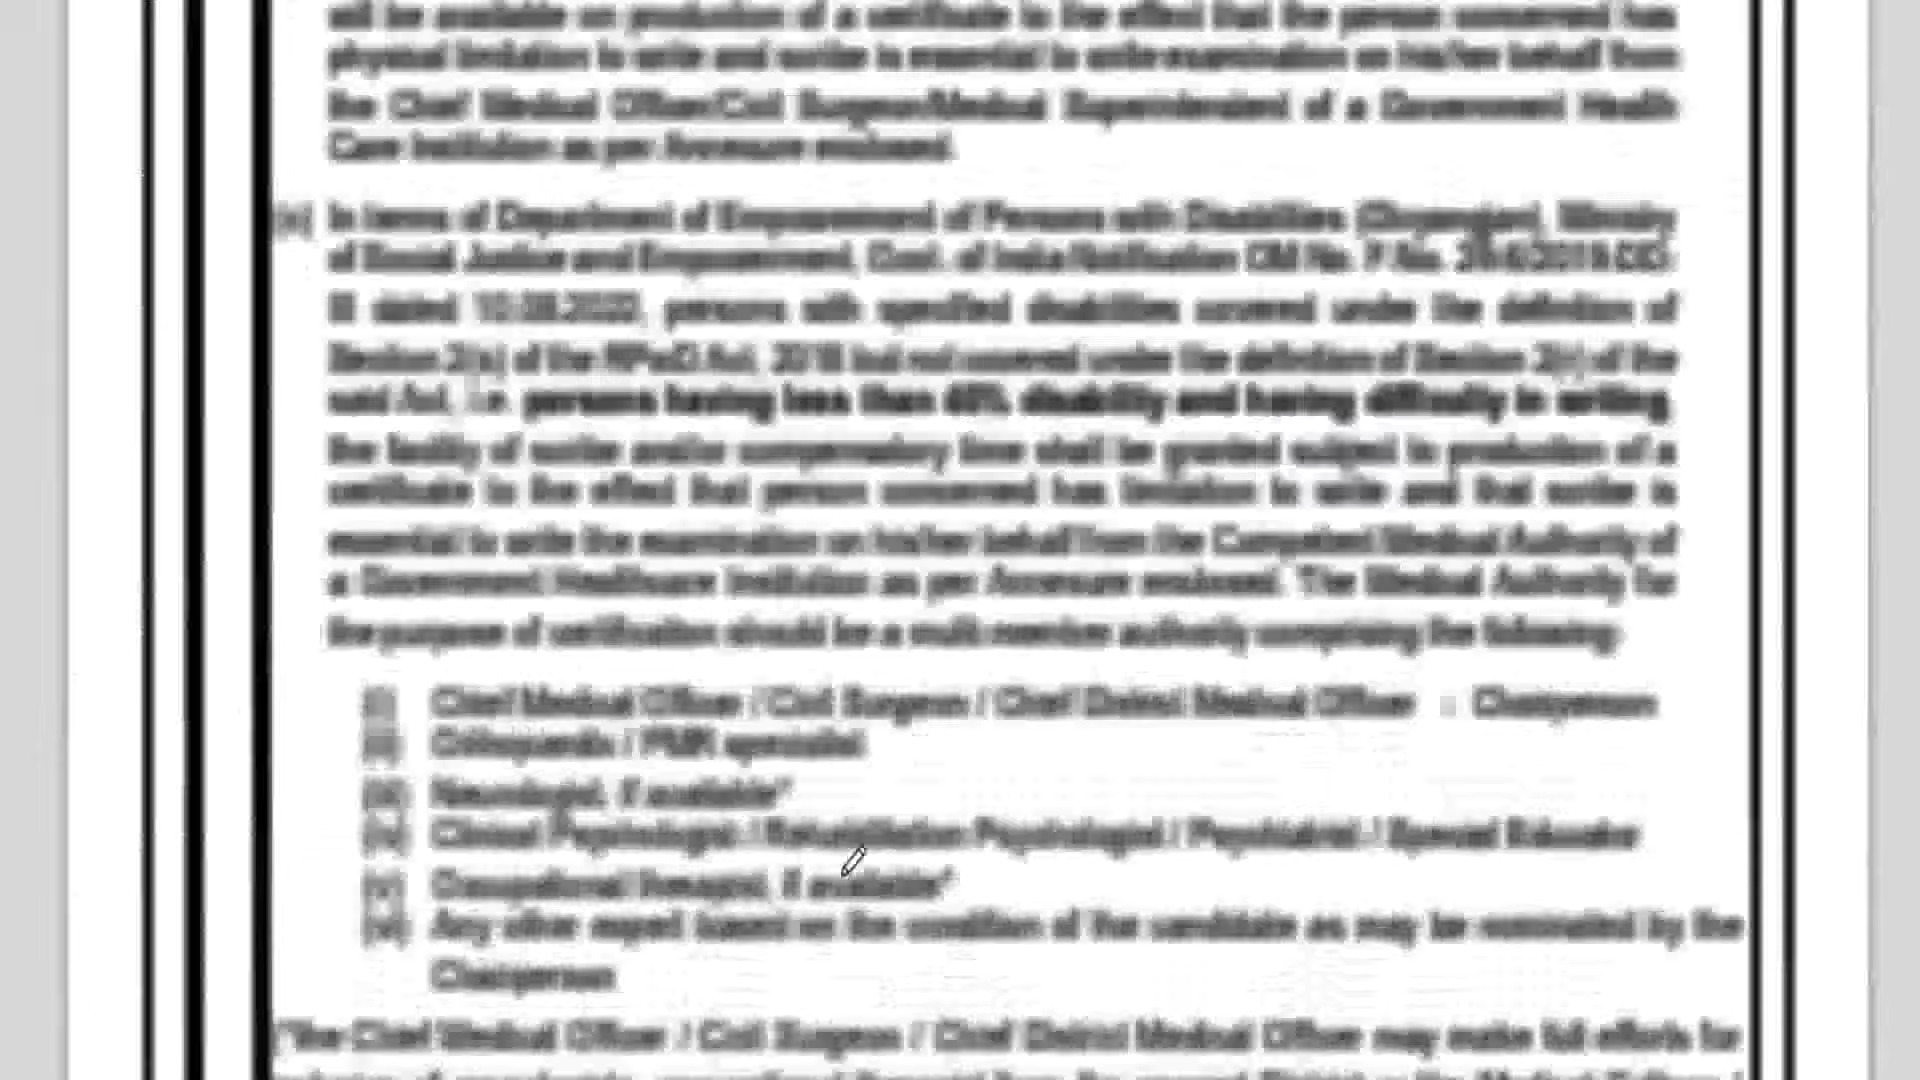 will be available on production of a certificate to the effect that the person concerned has
physical limitation to write and scribe is essential to write examination on his/her behalf from
the Chief Medical Officer/Civil Surgeon/Medical Superintendent of a Government Health
Care Institution as per Annexure enclosed.
In terms of Department of Empowerment of Persons with Disabilities (Divyangjan), Ministry
of Social Justice and Empowerment, Govt. of India Notification OM No. F.No.
III dated 10.08.2022, persons with specified disabilities covered under the definition of
Section 2(s) of the RPwD Act, 2016 but not covered under the definition of Section 2(r) of the
said Act, i.e. persons having less than 40% disability and having difficulty in writing,
the facility of scribe and/or compensatory time shall be granted subject to production of a
certificate to the effect that person concerned has limitation to write and that scribe is
essential to write the examination on his/her behalf from the Competent Medical Authority of
a Government Healthcare Institution as per Annexure enclosed. The Medical Authority for
the purpose of certification should be a multi-member authority comprising the following:
(i) Chief Medical Officer / Civil Surgeon / Chief District Medical Officer - Chairperson
(ii) Orthopaedic / PMR specialist
(iii) Neurologist, if available*
(iv) Clinical Psychologist / Rehabilitation Psychologist / Psychiatrist / Special Educator
(v) Occupational therapist, if available*
(vi) Any other expert based on the condition of the candidate as may be nominated by the
Chairperson
(*the Chief Medical Officer / Civil Surgeon / Chief District Medical Officer may make full efforts for